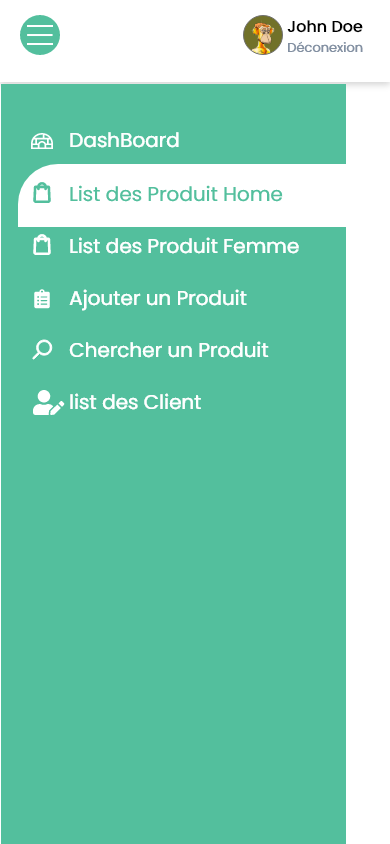 John Doe
Déconexion
DashBoard
List des Produit Home
List des Produit Femme
Ajouter un Produit
Chercher un Produit
list des Client